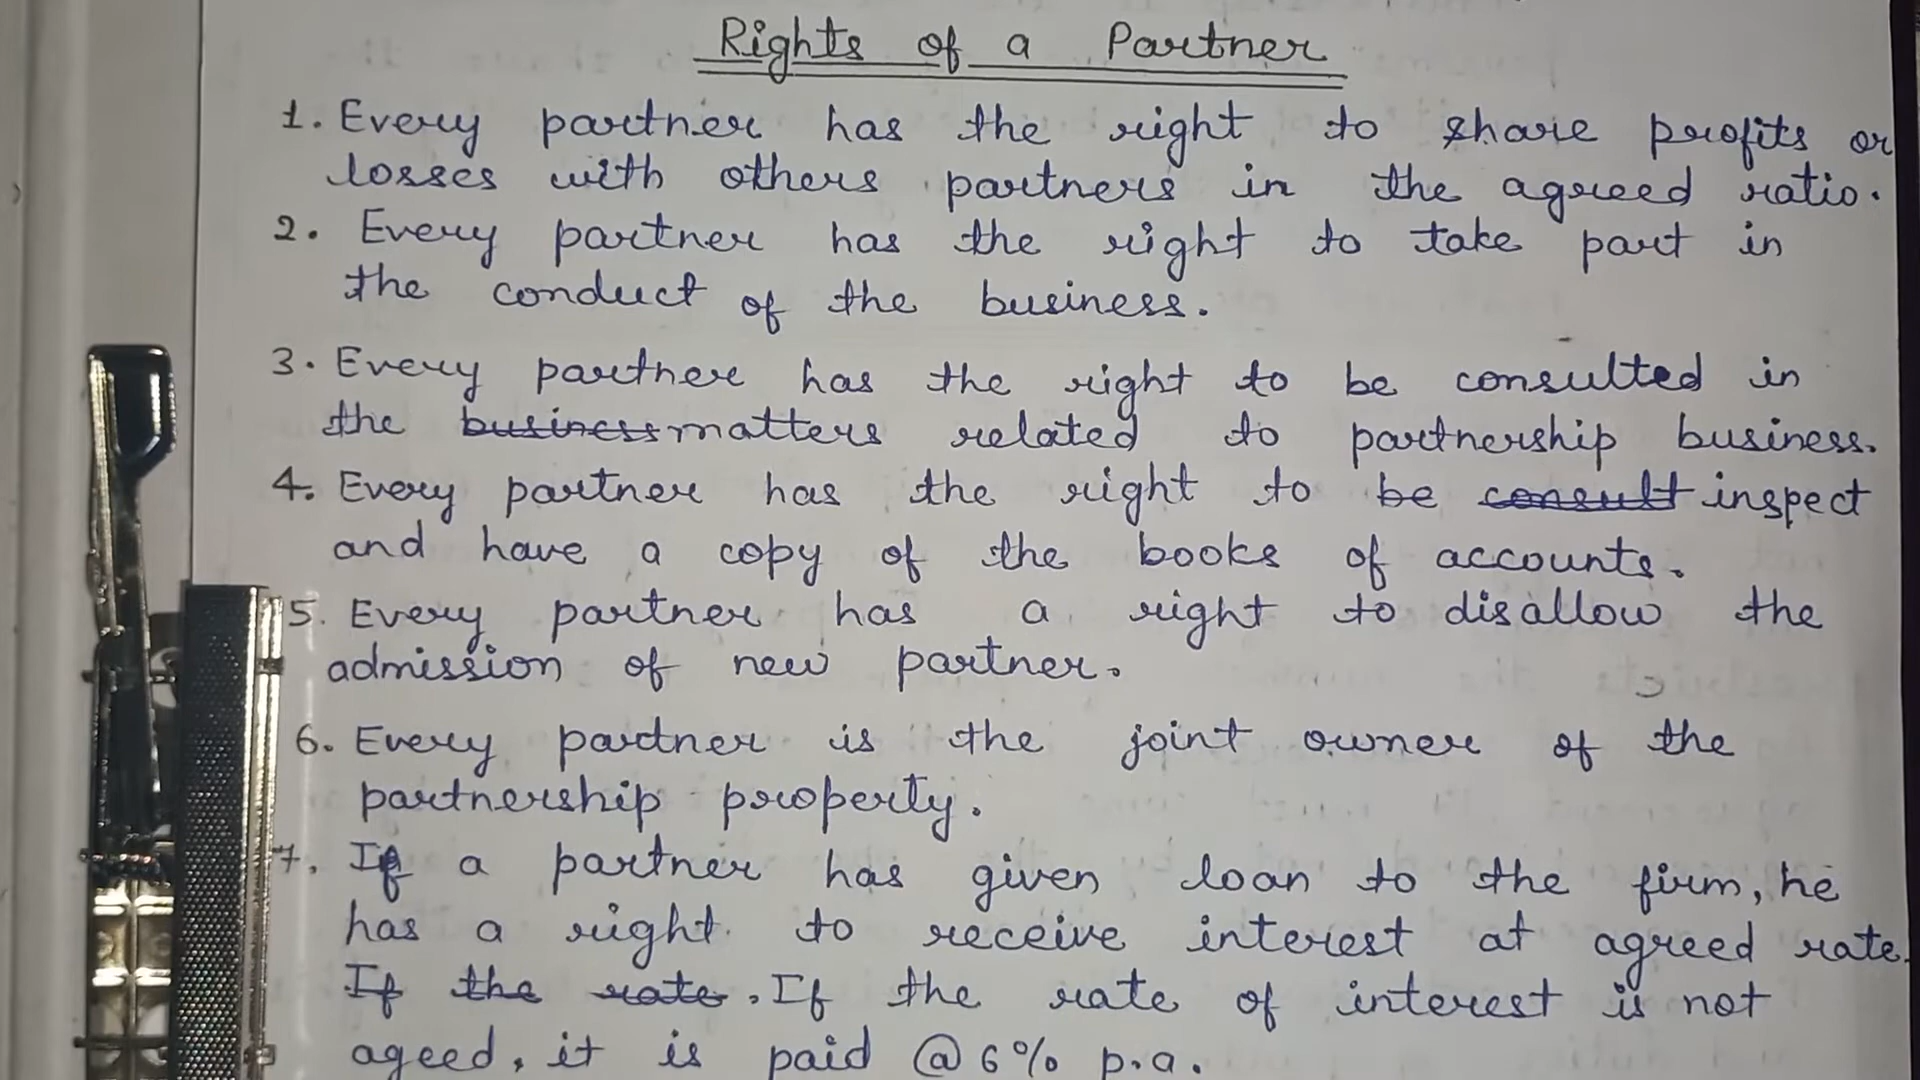 Rights of a Partner
1. Every partner has the right to share profits or
losses with others partners in the agreed ratio.
2. Every partner has the right to take part in
the conduct of the business.
3. Every partner has the right to be consulted in
the business matters related to partnership business.
4. Every partner has the right to be consult inspect
and have a copy of the books of accounts.
5. Every partner has a right to disallow the
admission of new partner.
6. Every partner is the joint owner of the
partnership property.
7. If a partner has given loan to the firm, he
has a right to receive interest at agreed rate.
If the rate. If the rate of interest is not
ageed, it is paid @ 6% p.a.